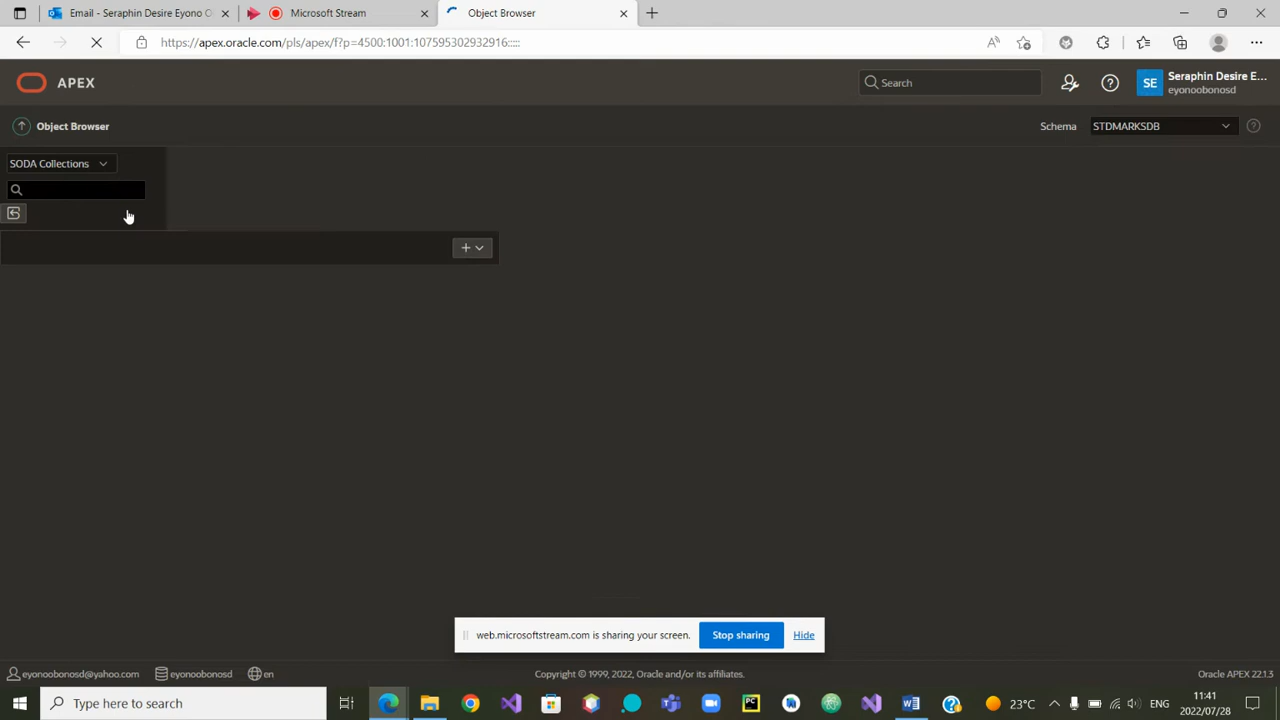 Email - Seraphin Desire Eyono O
Microsoft Stream
Object Browser
https://apex.oracle.com/pls/apex/f?p=4500:1001:107595302932916:::::
APEX
Search
SE
Seraphin Desire E...
eyonoobonosd
Object Browser
Schema
STDMARKSDB
SODA Collections
web.microsoftstream.com is sharing your screen.
Stop sharing
Hide
eyonoobonosd@yahoo.com
eyonoobonosd
en
Copyright © 1999, 2022, Oracle and/or its affiliates.
Oracle APEX 22.1.3
Type here to search
23°C
ENG
11:41
2022/07/28